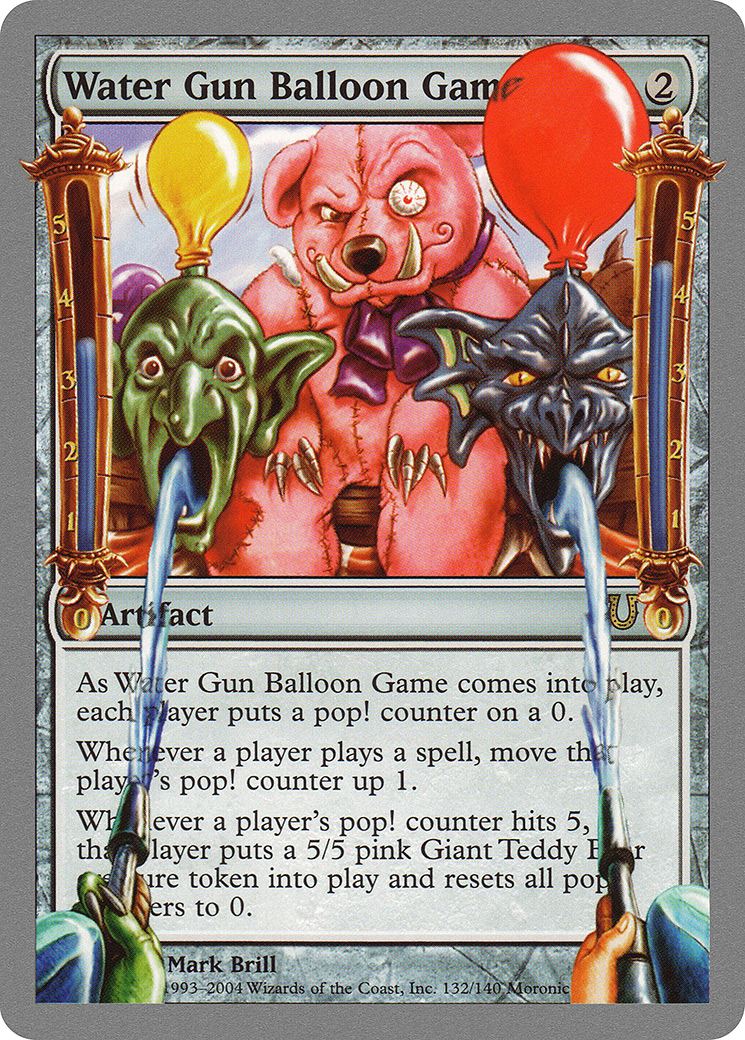 Water Gun Balloon Game 2
5 5
4 4
3 3
2 2
1 1
0 Artifact 0
As Water Gun Balloon Game comes into play,
each player puts a pop! counter on a 0.
Whenever a player plays a spell, move that
player's pop! counter up 1.
Whenever a player's pop! counter hits 5,
that player puts a 5/5 pink Giant Teddy Bear
creature token into play and resets all pop!
counters to 0.
Mark Brill
1993–2004 Wizards of the Coast, Inc. 132/140 Moronic